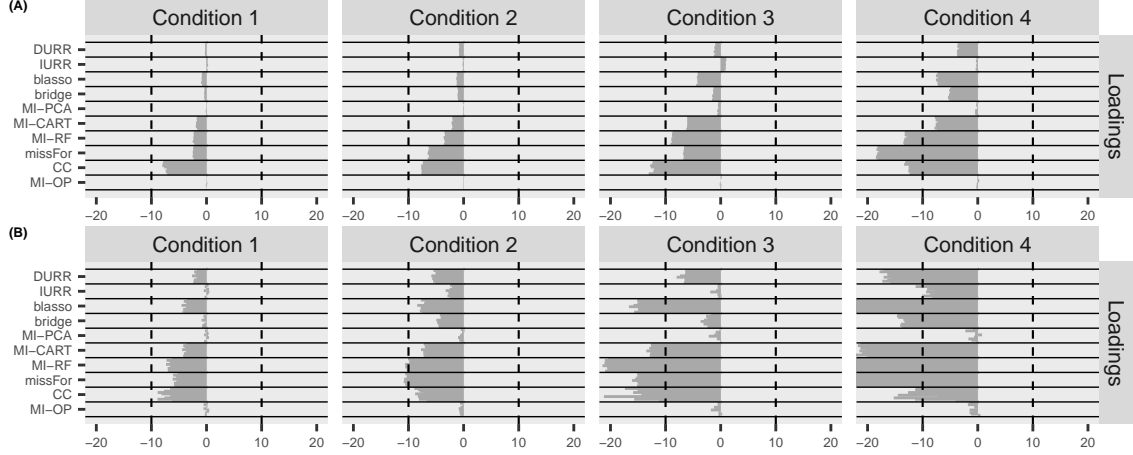 (A)
Condition 1
Condition 2
Condition 3
Condition 4
DURR
IURR
blasso
bridge
MI−PCA
MI−CART
MI−RF
missFor
CC
MI−OP
Loadings
−20 −10 0 10 20 −20 −10 0 10 20 −20 −10 0 10 20 −20 −10 0 10 20
(B)
Condition 1
Condition 2
Condition 3
Condition 4
DURR
IURR
blasso
bridge
MI−PCA
MI−CART
MI−RF
missFor
CC
MI−OP
Loadings
−20 −10 0 10 20 −20 −10 0 10 20 −20 −10 0 10 20 −20 −10 0 10 20